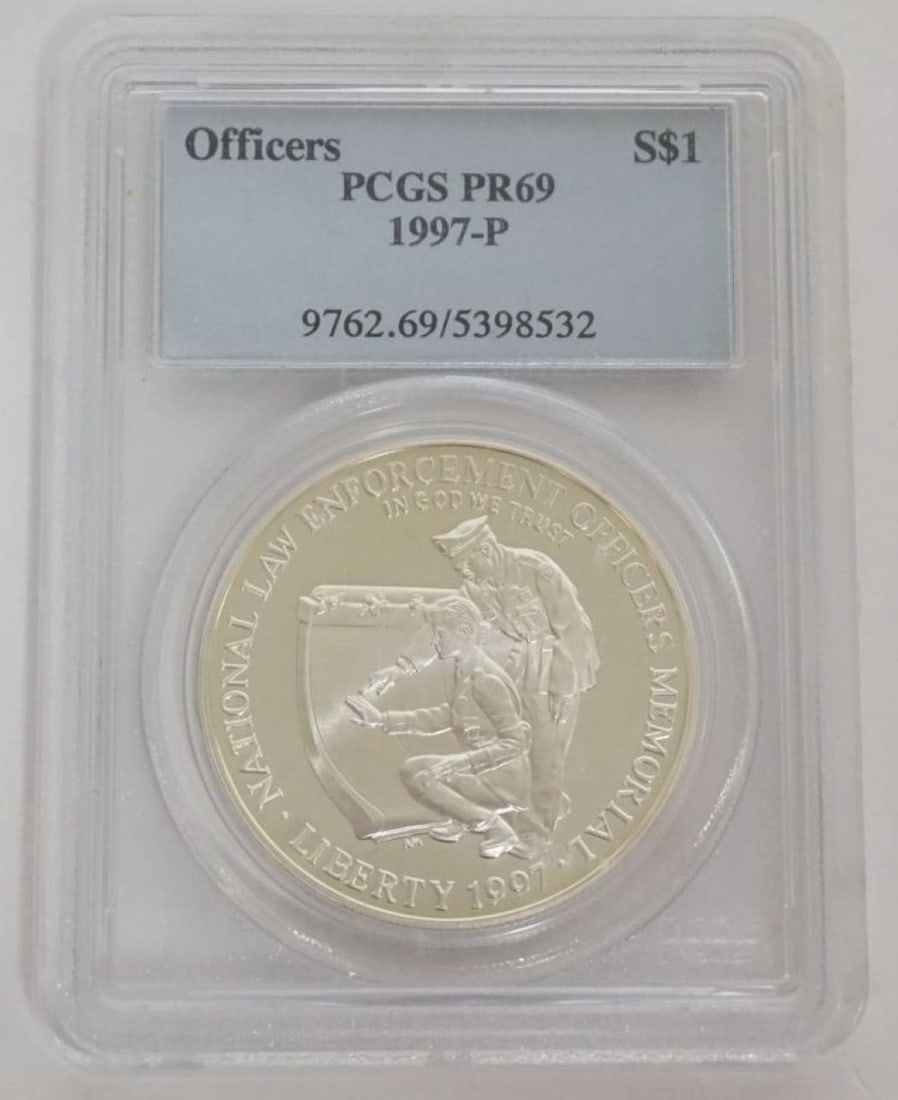 Officers S$1
PCGS PR69
1997-P
9762.69/5398532
NATIONAL LAW ENFORCEMENT OFFICERS MEMORIAL
IN GOD WE TRUST
AM
• LIBERTY 1997 •